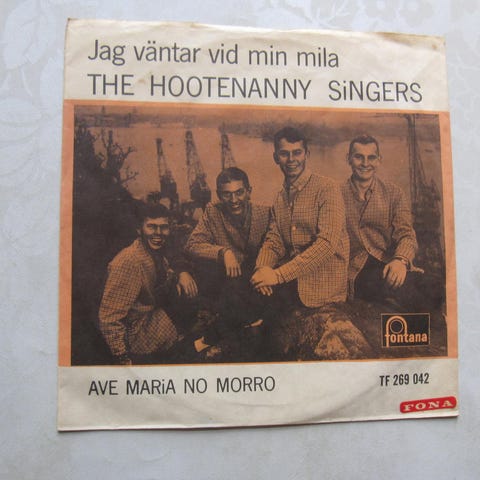 Jag väntar vid min mila
THE HOOTENANNY SiNGERS
fontana
AVE MARiA NO MORRO
TF 269 042
FONA